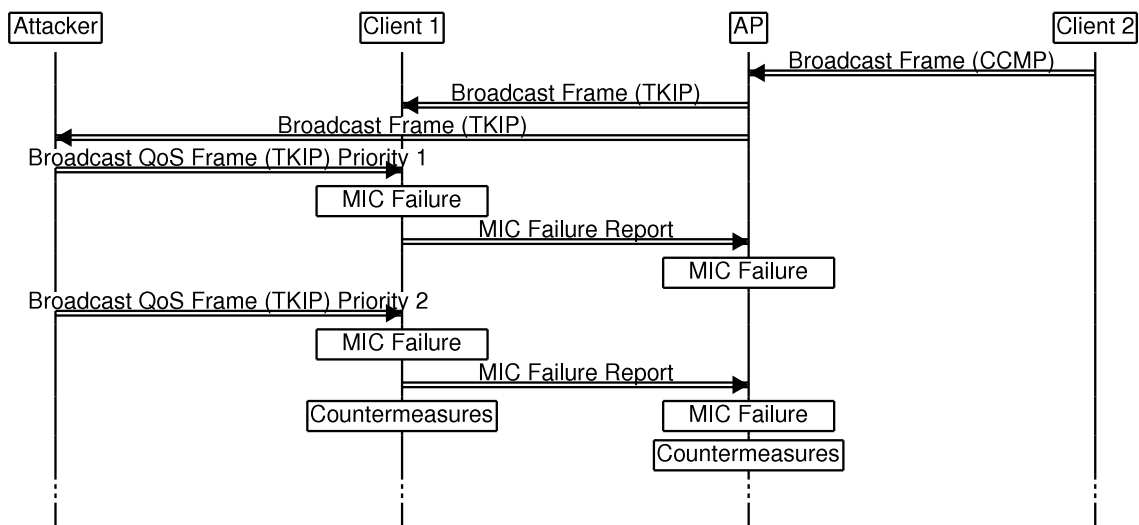 Attacker
Client 1
AP
Client 2
Broadcast Frame (CCMP)
Broadcast Frame (TKIP)
Broadcast Frame (TKIP)
Broadcast QoS Frame (TKIP) Priority 1
MIC Failure
MIC Failure Report
MIC Failure
Broadcast QoS Frame (TKIP) Priority 2
MIC Failure
MIC Failure Report
Countermeasures
MIC Failure
Countermeasures